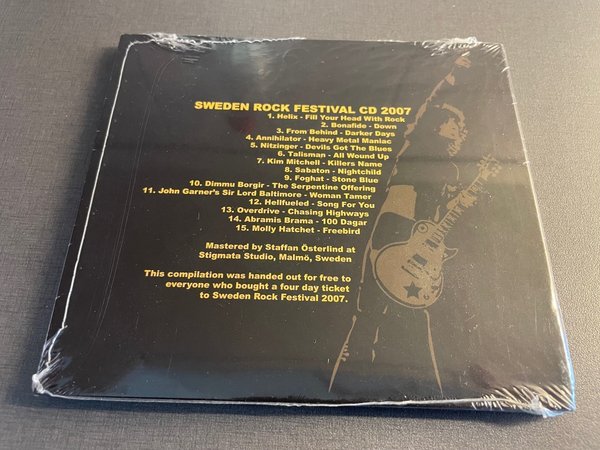 SWEDEN ROCK FESTIVAL CD 2007
1. Helix - Fill Your Head With Rock
2. Bonafide - Down
3. From Behind - Darker Days
4. Annihilator - Heavy Metal Maniac
5. Nitzinger - Devils Got The Blues
6. Talisman - All Wound Up
7. Kim Mitchell - Killers Name
8. Sabaton - Nightchild
9. Foghat - Stone Blue
10. Dimmu Borgir - The Serpentine Offering
11. John Garner's Sir Lord Baltimore - Woman Tamer
12. Hellfueled - Song For You
13. Overdrive - Chasing Highways
14. Abramis Brama - 100 Dagar
15. Molly Hatchet - Freebird
Mastered by Staffan Österlind at
Stigmata Studio, Malmö, Sweden
This compilation was handed out for free to
everyone who bought a four day ticket
to Sweden Rock Festival 2007.